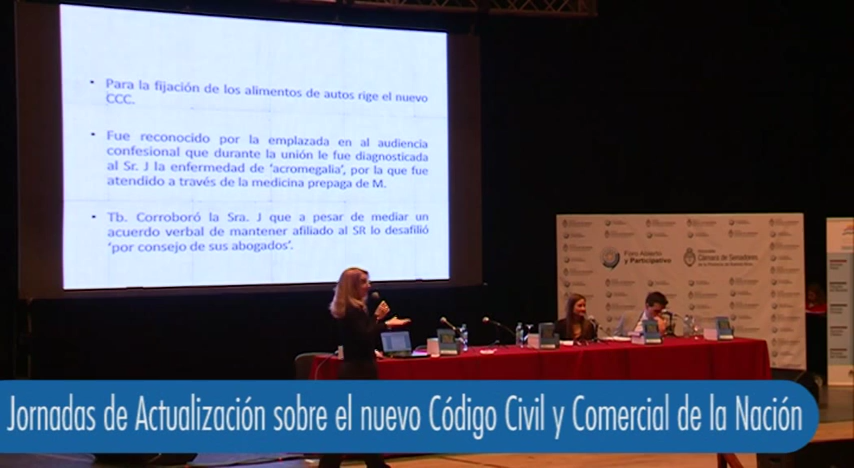 • Para la fijación de los alimentos de autos rige el nuevo
CCC.
• Fue reconocido por la emplazada en al audiencia
confesional que durante la unión le fue diagnosticada
al Sr. J la enfermedad de 'acromegalia', por la que fue
atendido a través de la medicina prepaga de M.
• Tb. Corroboró la Sra. J que a pesar de mediar un
acuerdo verbal de mantener afiliado al SR lo desafilió
'por consejo de sus abogados'.
Foro Abierto
y Participativo
Cámara de Senadores
Jornadas de Actualización sobre el nuevo Código Civil y Comercial de la Nación